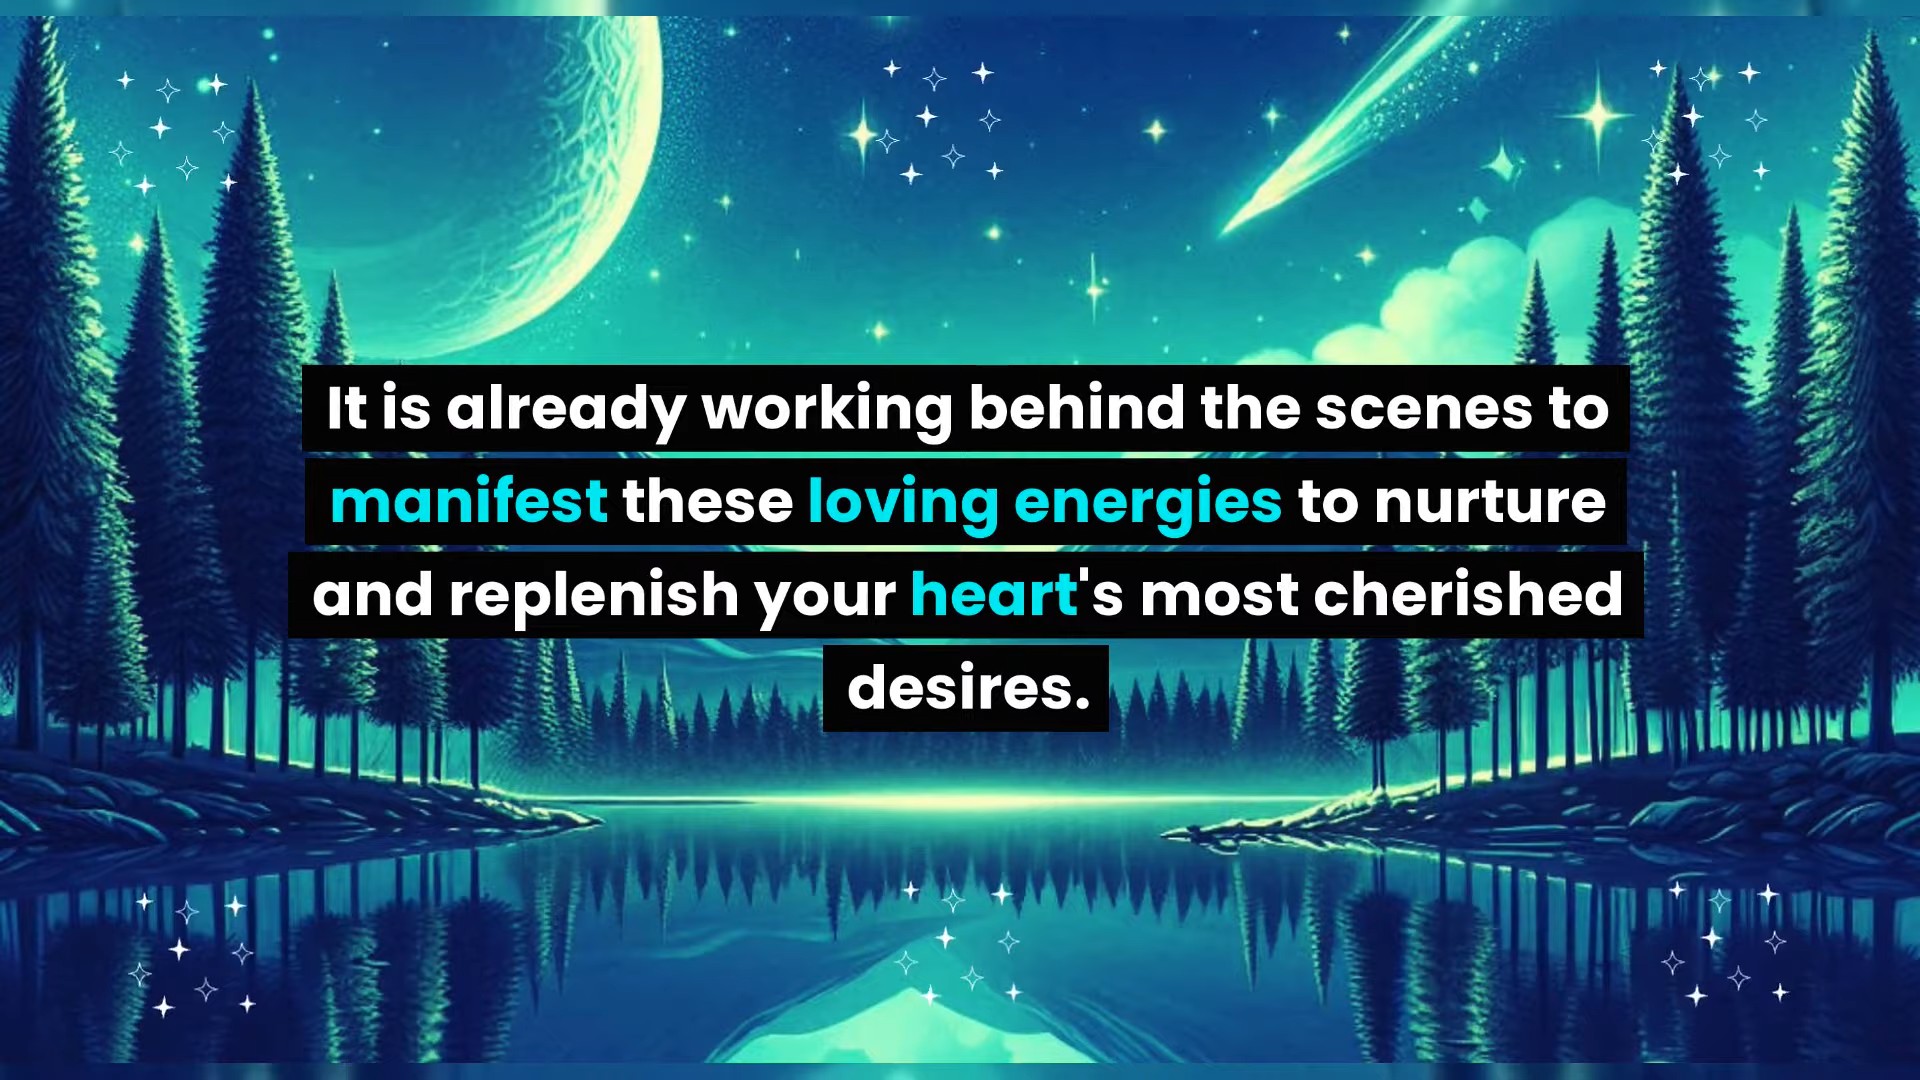 It is already working behind the scenes to
manifest these loving energies to nurture
and replenish your heart's most cherished
desires.